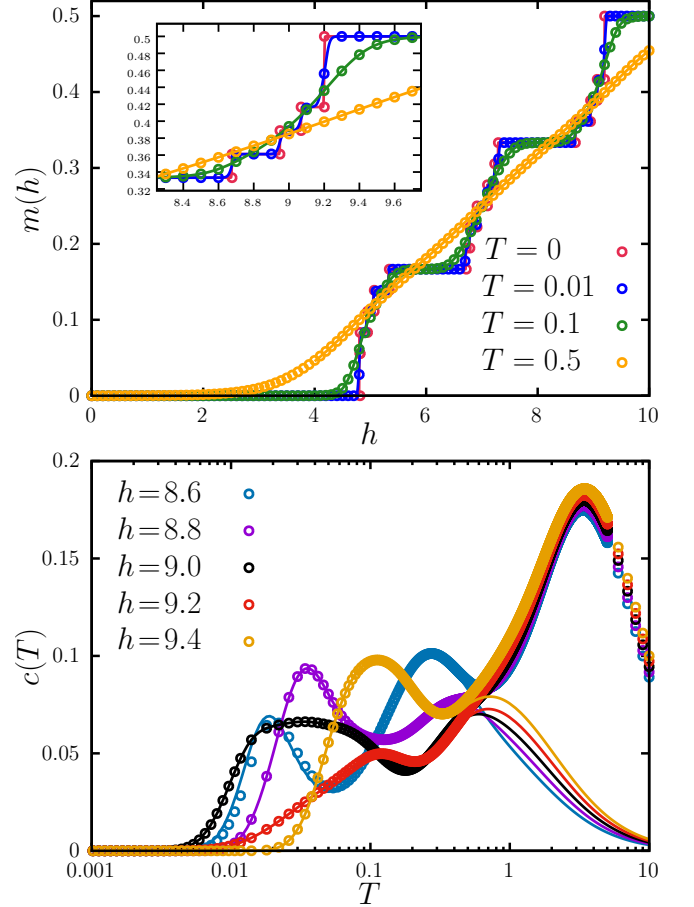 0.5
0.4
0.3
0.2
0.1
0
m(h)
0.5
0.48
0.46
0.44
0.42
0.4
0.38
0.36
0.34
0.32
8.4 8.6 8.8 9 9.2 9.4 9.6
T = 0
T = 0.01
T = 0.1
T = 0.5
0 2 4 6 8 10
h
0.2
0.15
0.1
0.05
0
c(T)
h=8.6
h=8.8
h=9.0
h=9.2
h=9.4
0.001 0.01 0.1 1 10
T